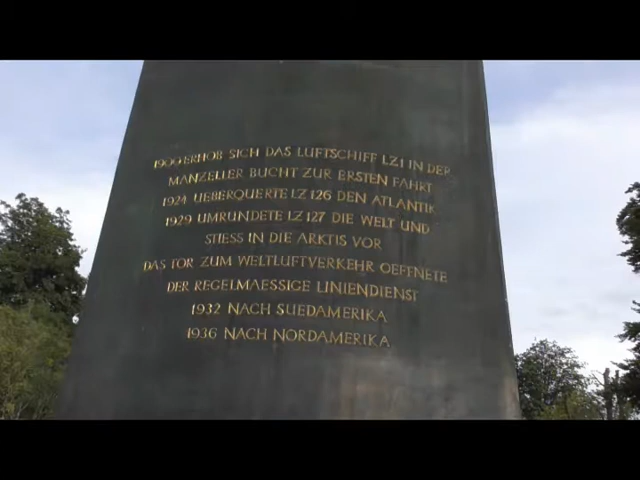 1900 ERHOB SICH DAS LUFTSCHIFF LZ1 IN DER
MANZELLER BUCHT ZUR ERSTEN FAHRT
1924 UEBERQUERTE LZ 126 DEN ATLANTIK
1929 UMRUNDETE LZ 127 DIE WELT UND
STIESS IN DIE ARKTIS VOR
DAS TOR ZUM WELTLUFTVERKEHR OEFFNETE
DER REGELMAESSIGE LINIENDIENST
1932 NACH SUEDAMERIKA
1936 NACH NORDAMERIKA